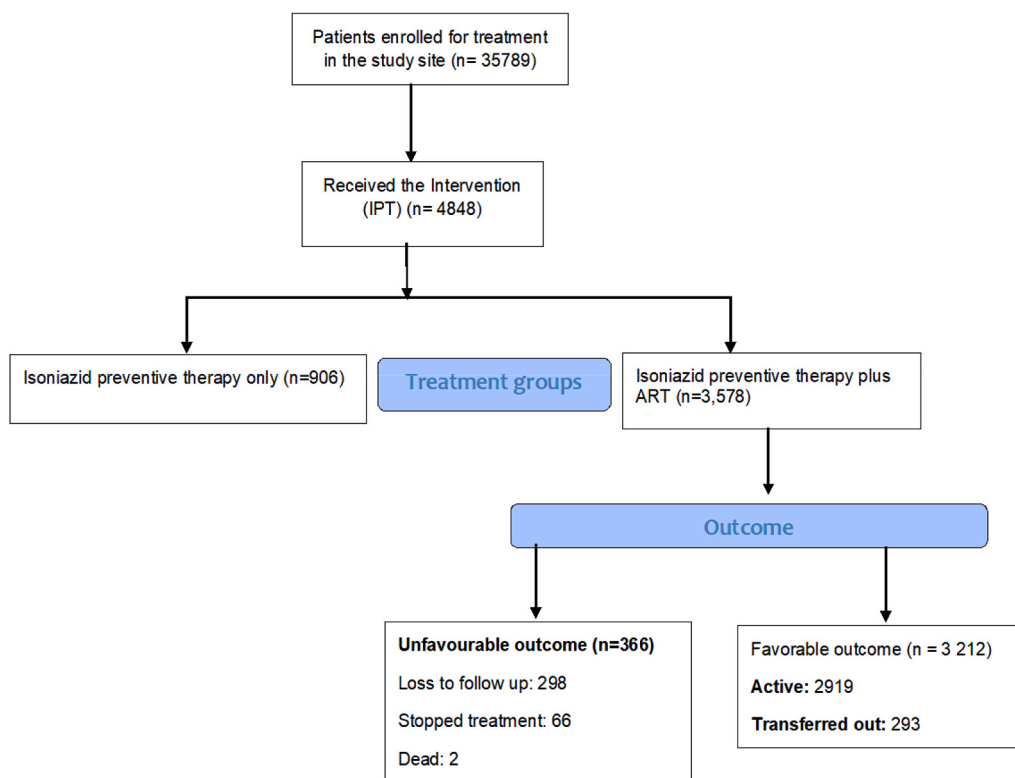 Patients enrolled for treatment
in the study site (n= 35789)
Received the Intervention
(IPT) (n= 4848)
Isoniazid preventive therapy only (n=906)
Treatment groups
Isoniazid preventive therapy plus
ART (n=3,578)
Outcome
Unfavourable outcome (n=366)
Loss to follow up: 298
Stopped treatment: 66
Dead: 2
Favorable outcome (n = 3 212)
Active: 2919
Transferred out: 293